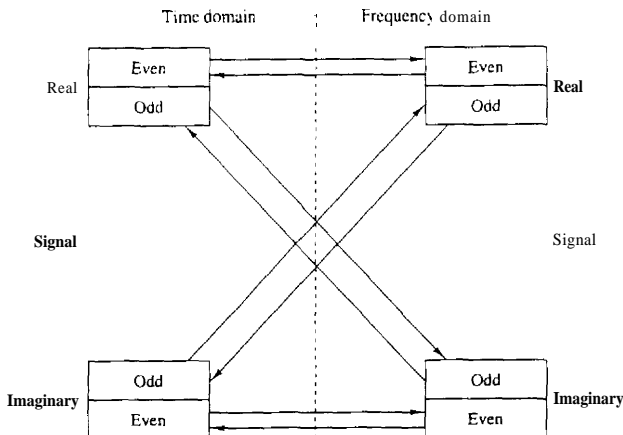 Time domain Frequency domain
Even Even
Real Real
Odd Odd
Signal Signal
Odd Odd
Imaginary Imaginary
Even Even